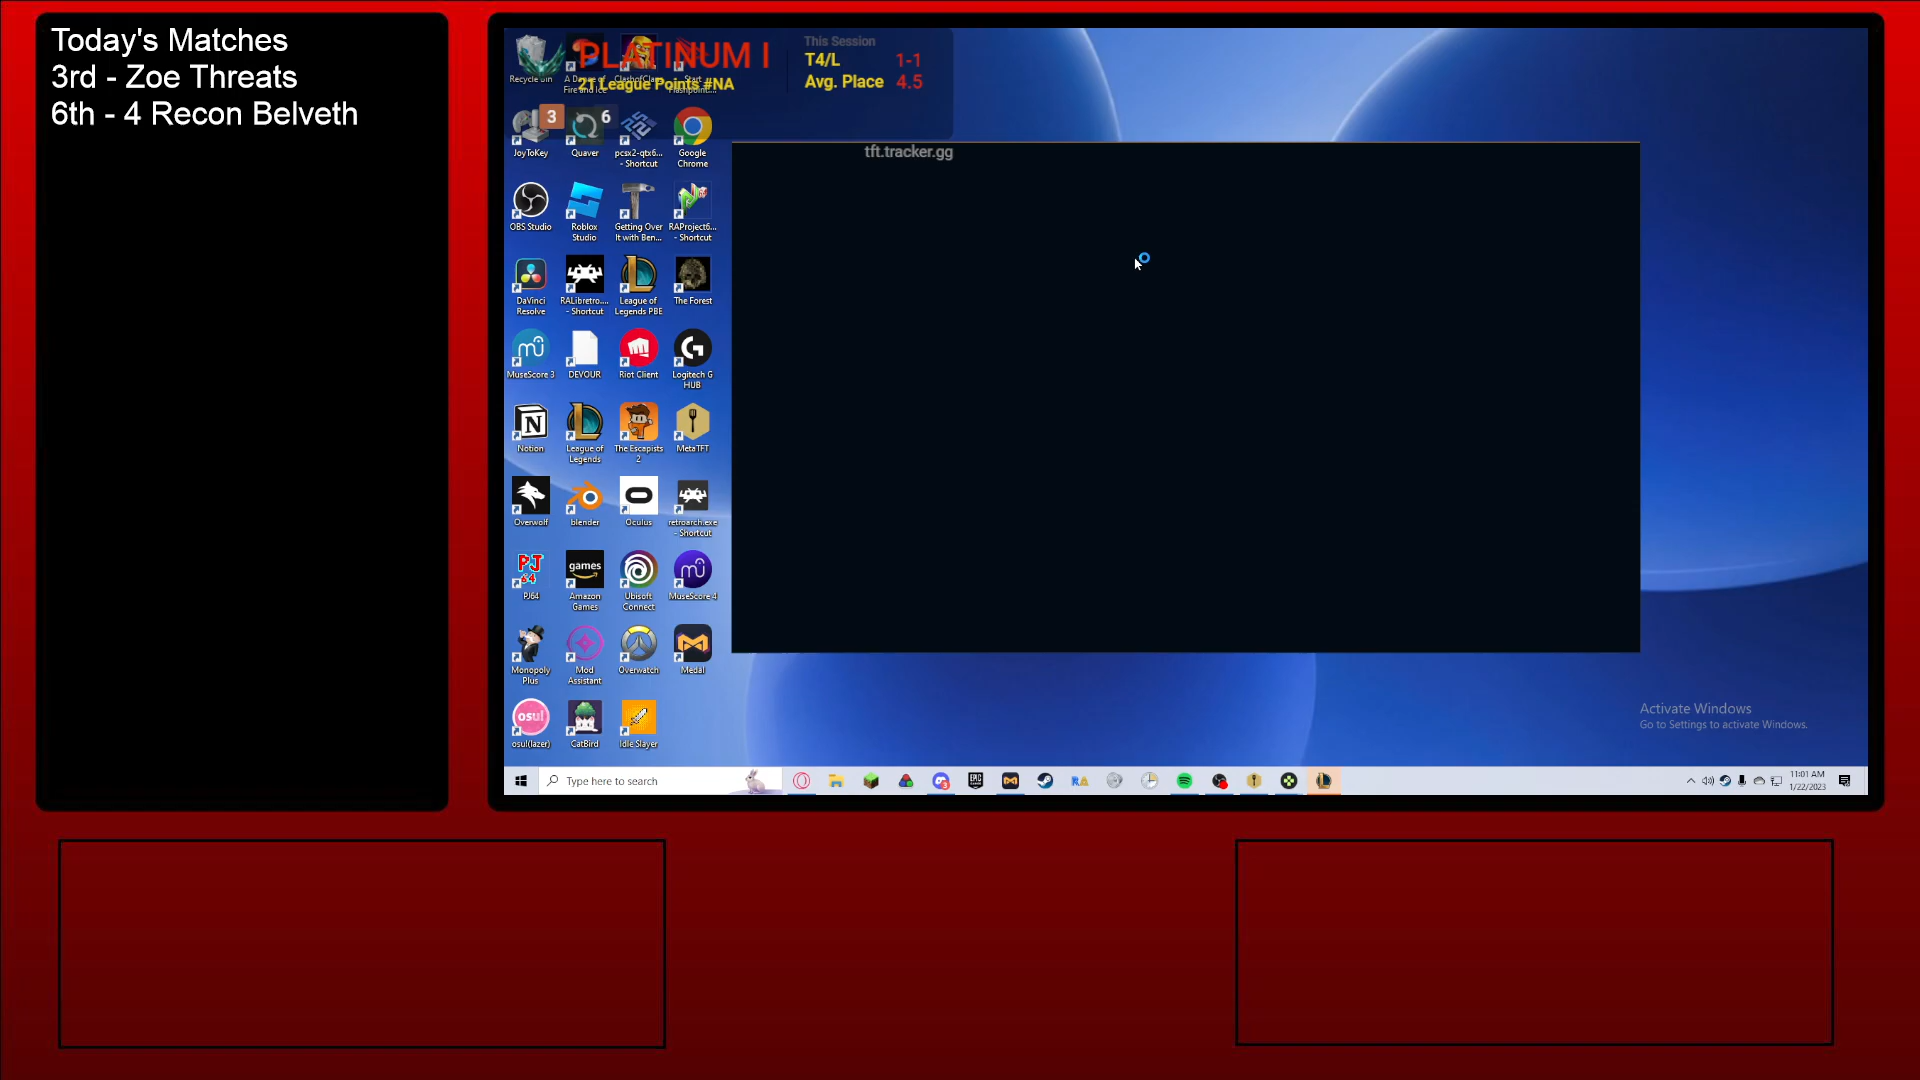 Today's Matches
3rd - Zoe Threats
6th - 4 Recon Belveth
PLATINUM I
21 League Points #NA
This Session
T4/L 1-1
Avg. Place 4.5
3 6
tft.tracker.gg
Recycle Bin
JoyToKey
Quaver
pcsx2-qtx6... - Shortcut
Google Chrome
OBS Studio
Roblox Studio
Getting Over It with Ben...
RAProject6... - Shortcut
DaVinci Resolve
RALibretro.... - Shortcut
League of Legends PBE
The Forest
MuseScore 3
DEVOUR
Riot Client
Logitech G HUB
Notion
League of Legends
The Escapists 2
MetaTFT
Overwolf
blender
Oculus
retroarch.exe - Shortcut
PJ64
games
Amazon Games
Ubisoft Connect
MuseScore 4
Monopoly Plus
Mod Assistant
Overwatch
Medal
osu!
osu!(lazer)
CatBird
Idle Slayer
Activate Windows
Go to Settings to activate Windows.
Type here to search
11:01 AM
1/22/2023